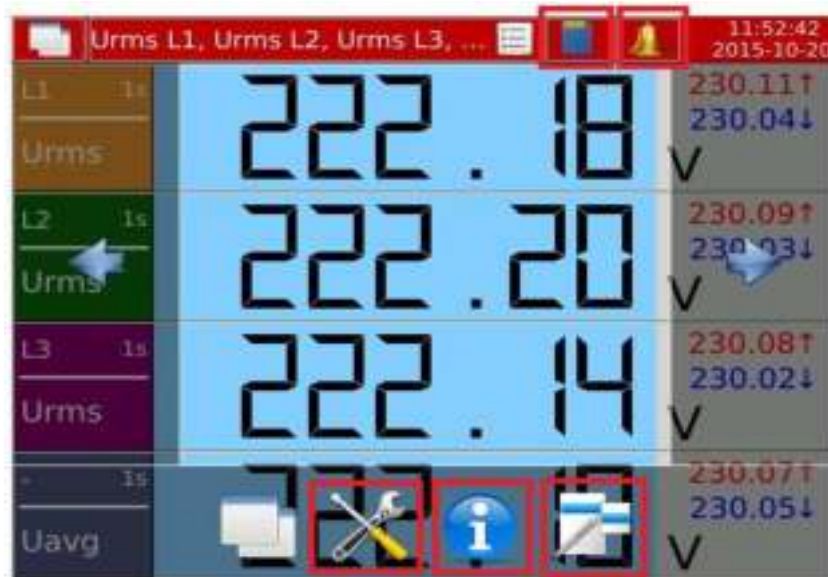 Urms L1, Urms L2, Urms L3, ...
11:52:42
2015-10-20
L1 1s
Urms
222.18
V
230.11↑
230.04↓
L2 1s
Urms
222.20
V
230.09↑
230.03↓
L3 1s
Urms
222.14
V
230.08↑
230.02↓
- 1s
Uavg
V
230.07↑
230.05↓